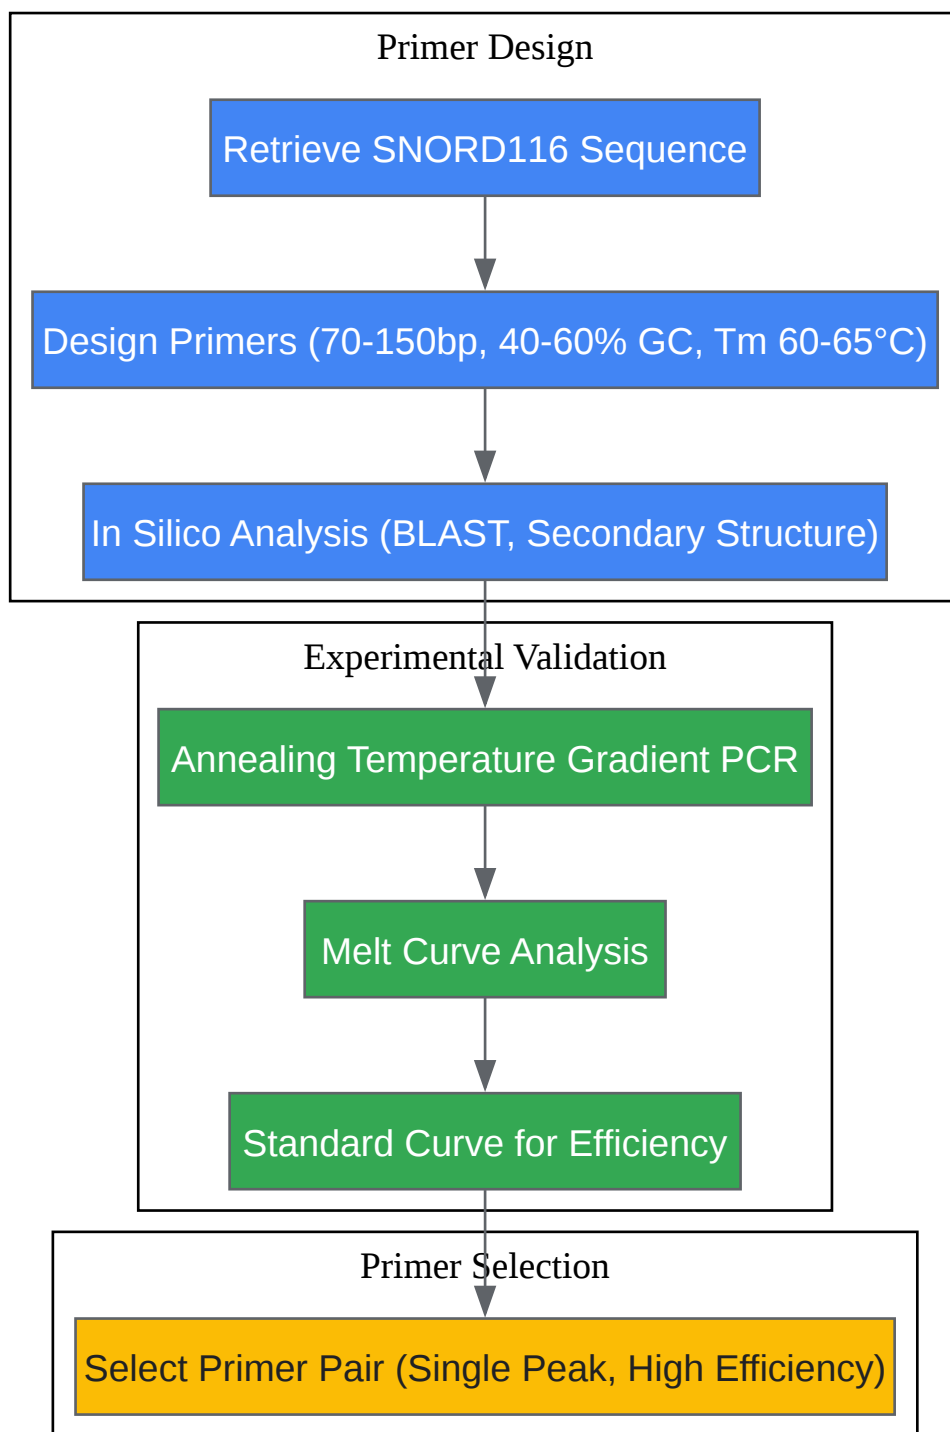 Primer Design
Retrieve SNORD116 Sequence
Design Primers (70-150bp, 40-60% GC, Tm 60-65°C)
In Silico Analysis (BLAST, Secondary Structure)
Experimental Validation
Annealing Temperature Gradient PCR
Melt Curve Analysis
Standard Curve for Efficiency
Primer Selection
Select Primer Pair (Single Peak, High Efficiency)